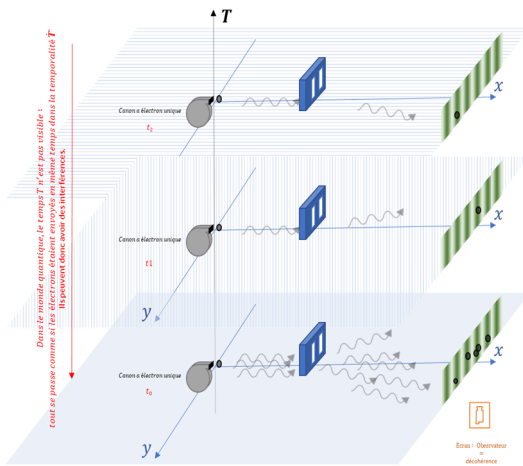 T
Dans le monde quantique, le temps T n'est pas visible :
tout se passe comme si les électrons étaient envoyés en même temps dans la temporalité T
Ils peuvent donc avoir des interférences.
x
Canon a électron unique
t₂
x
Canon a électron unique
t1
y
x
Canon a électron unique
t₀
y
Ecran : Observateur
=
décohérence